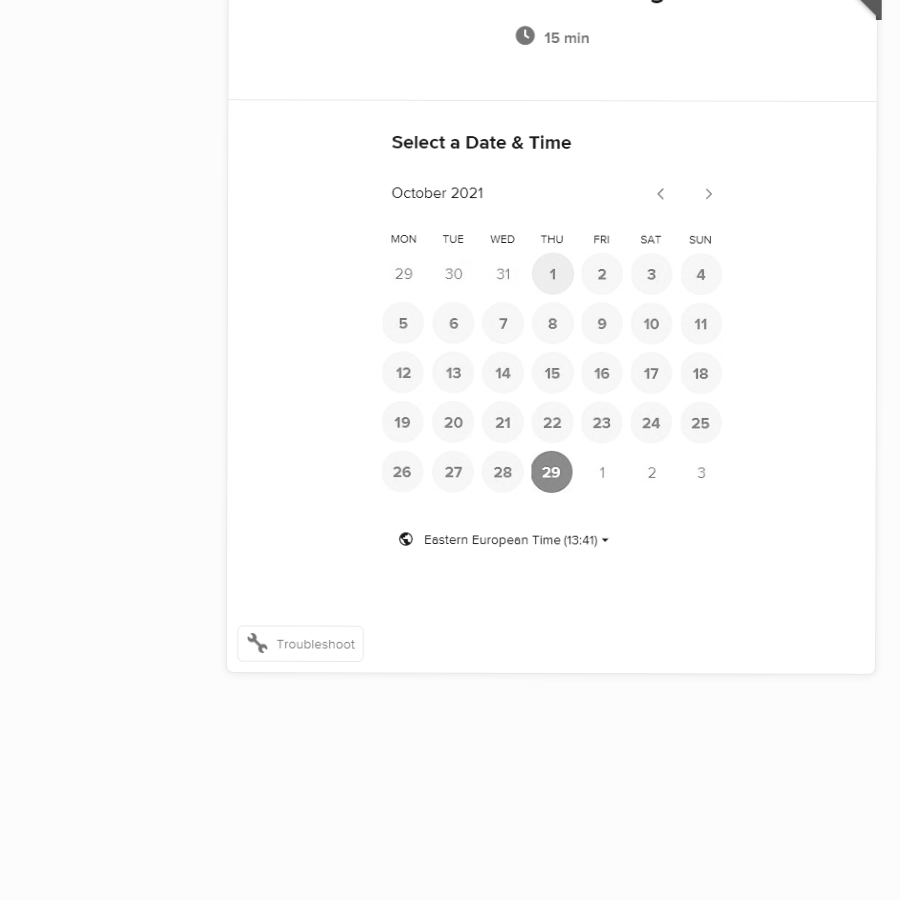 15 min
Select a Date & Time
October 2021
MON TUE WED THU FRI SAT SUN
29 30 31 1 2 3 4
5 6 7 8 9 10 11
12 13 14 15 16 17 18
19 20 21 22 23 24 25
26 27 28 29 1 2 3
Eastern European Time (13:41)
Troubleshoot